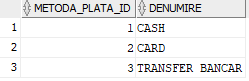 METODA_PLATA_ID DENUMIRE
1 1 CASH
2 2 CARD
3 3 TRANSFER BANCAR